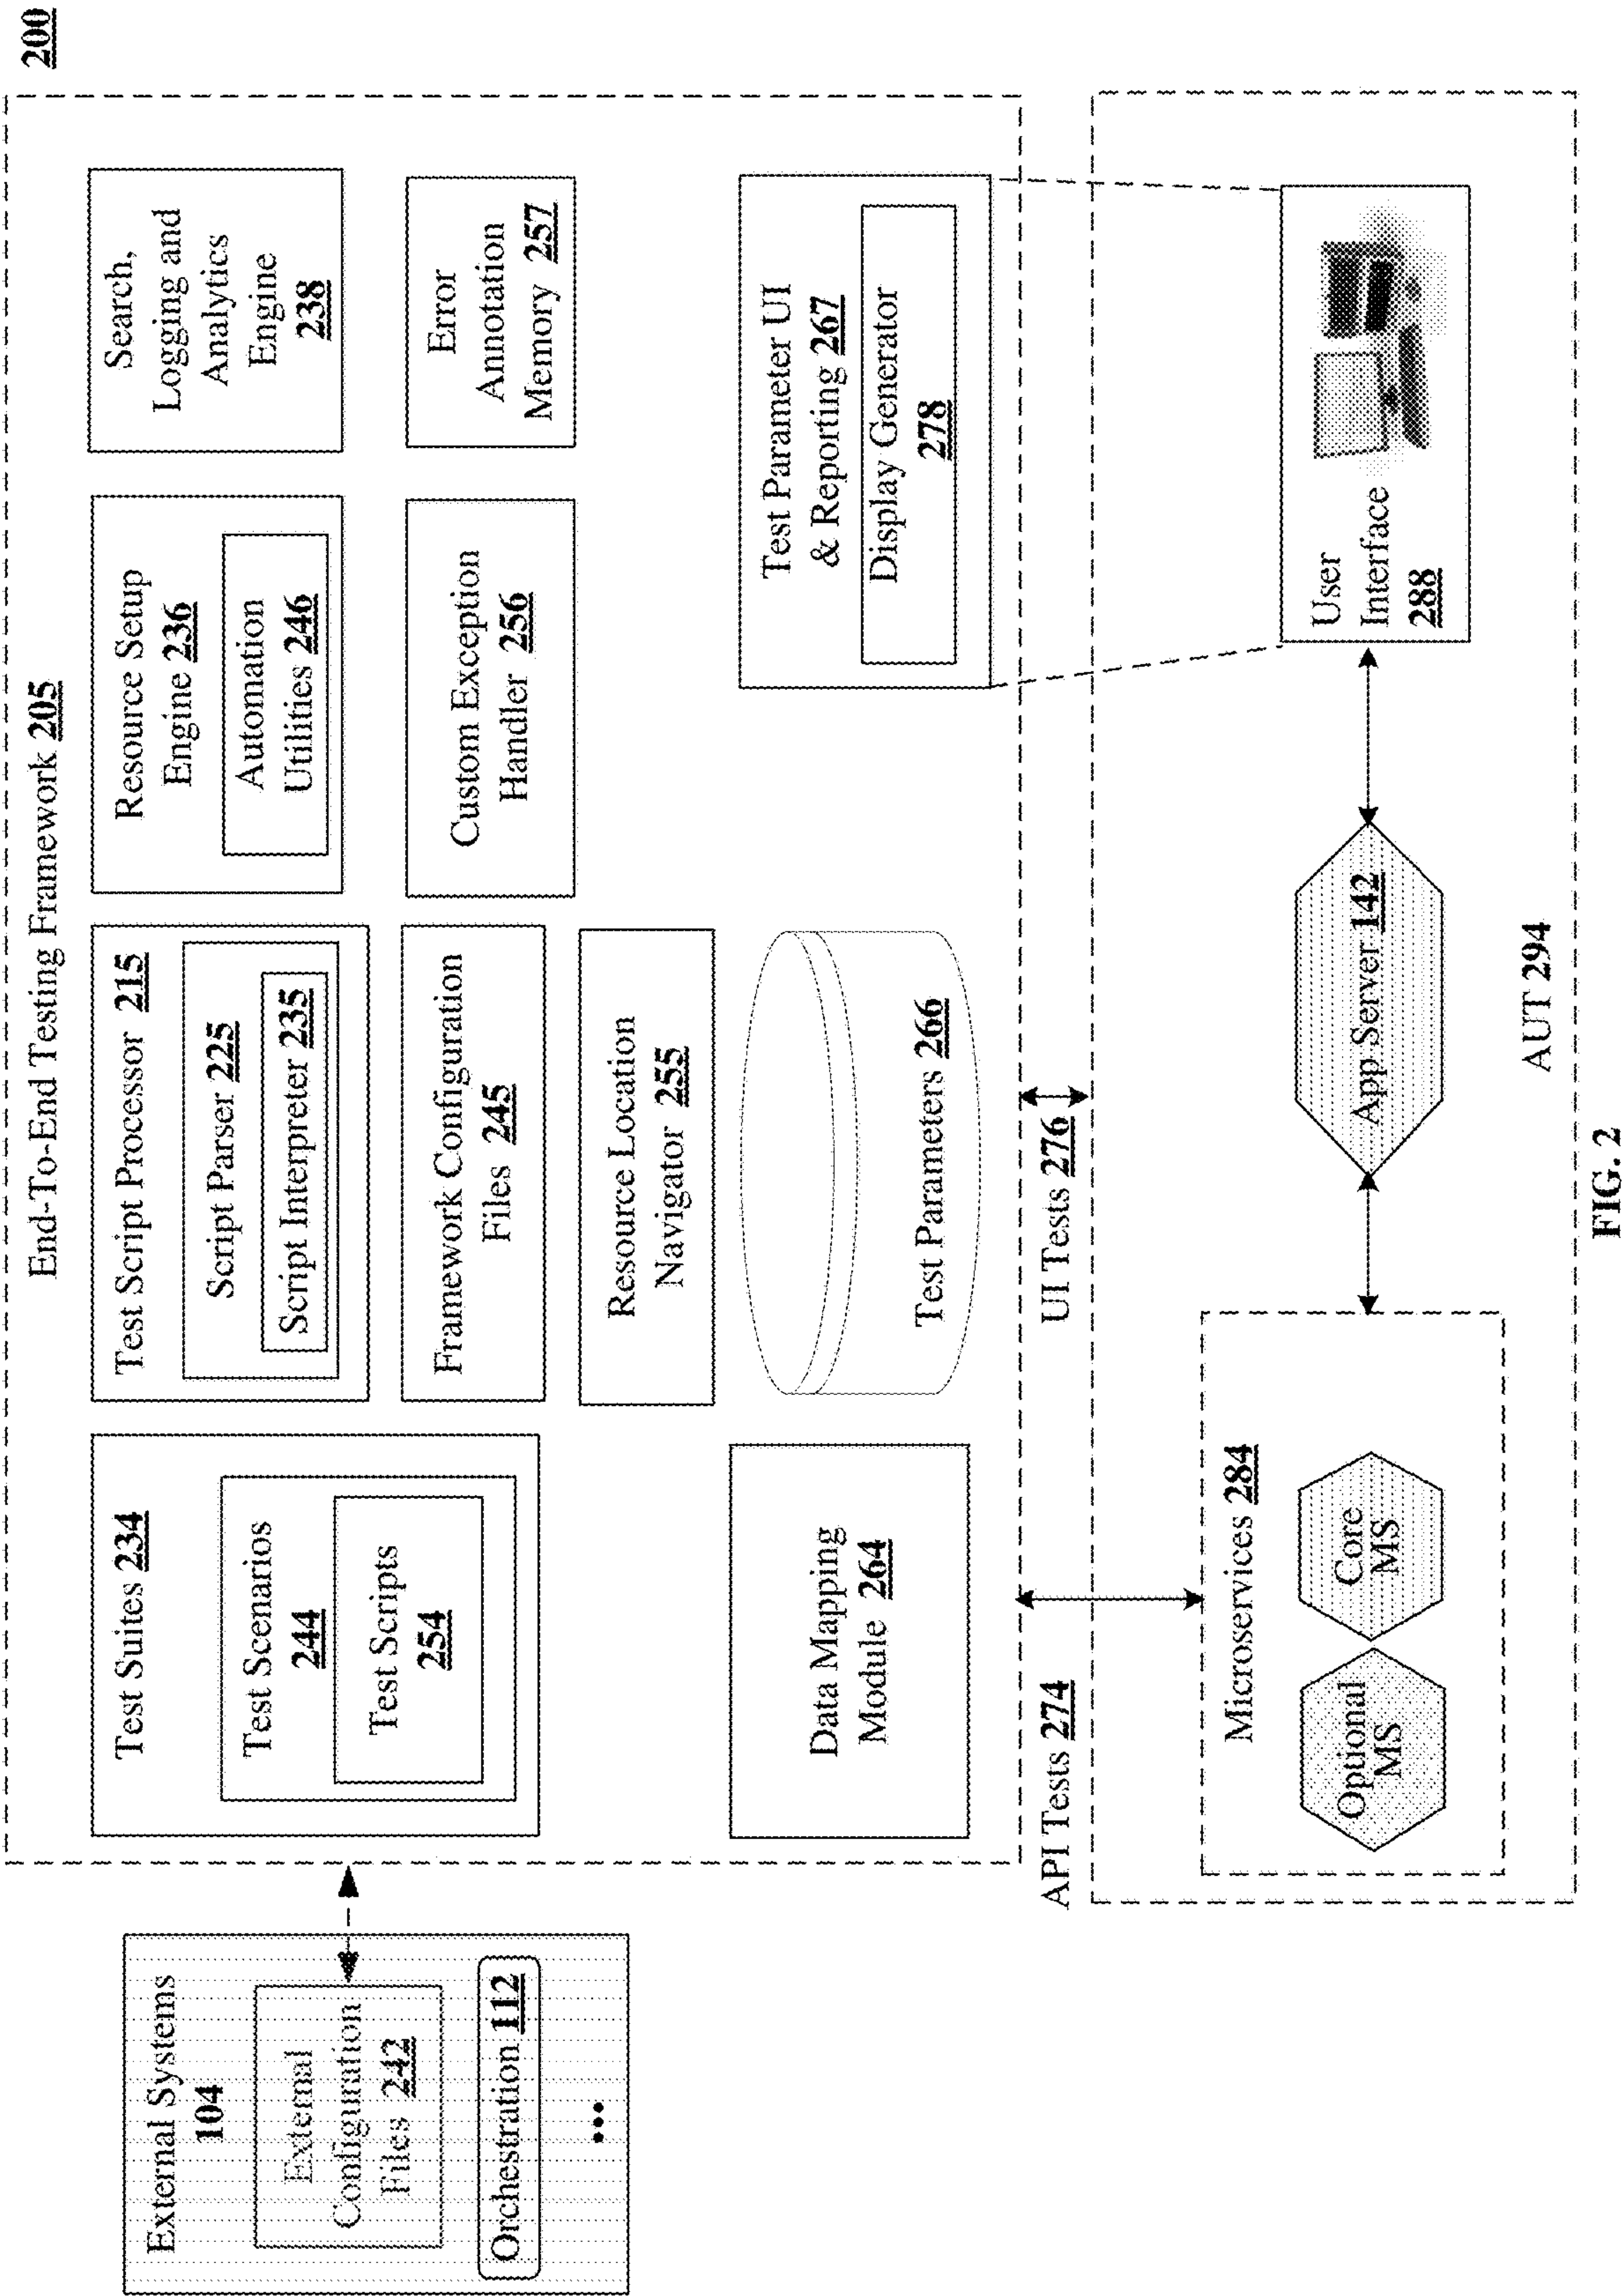 200
End-To-End Testing Framework 205
External Systems
104
External
Configuration
Files 242
Orchestration 112
...
Test Suites 234
Test Scenarios
244
Test Scripts
254
Test Script Processor 215
Script Parser 225
Script Interpreter 235
Framework Configuration
Files 245
Resource Location
Navigator 255
Resource Setup
Engine 236
Automation
Utilities 246
Custom Exception
Handler 256
Search,
Logging and
Analytics
Engine
238
Error
Annotation
Memory 257
Data Mapping
Module 264
Test Parameters 266
Test Parameter UI
& Reporting 267
Display Generator
278
API Tests 274
UI Tests 276
Microservices 284
Optional
MS
Core
MS
App Server 142
User
Interface
288
AUT 294
FIG. 2